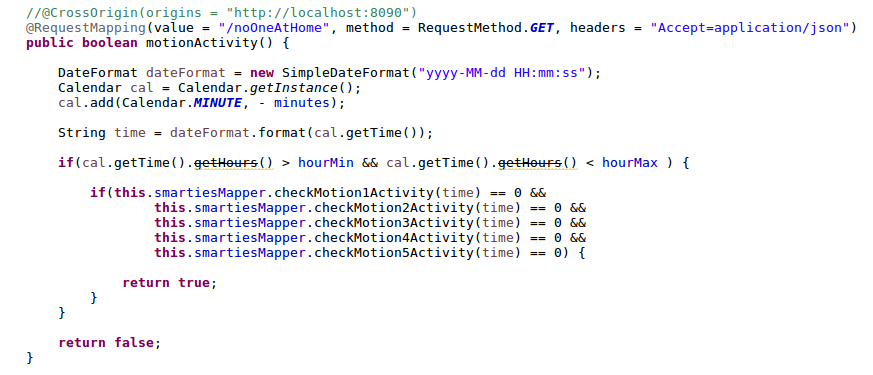 //@CrossOrigin(origins = "http://localhost:8090")
@RequestMapping(value = "/noOneAtHome", method = RequestMethod.GET, headers = "Accept=application/json")
public boolean motionActivity() {
DateFormat dateFormat = new SimpleDateFormat("yyyy-MM-dd HH:mm:ss");
Calendar cal = Calendar.getInstance();
cal.add(Calendar.MINUTE, - minutes);
String time = dateFormat.format(cal.getTime());
if(cal.getTime().getHours() > hourMin && cal.getTime().getHours() < hourMax ) {
if(this.smartiesMapper.checkMotion1Activity(time) == 0 &&
this.smartiesMapper.checkMotion2Activity(time) == 0 &&
this.smartiesMapper.checkMotion3Activity(time) == 0 &&
this.smartiesMapper.checkMotion4Activity(time) == 0 &&
this.smartiesMapper.checkMotion5Activity(time) == 0) {
return true;
}
}
return false;
}